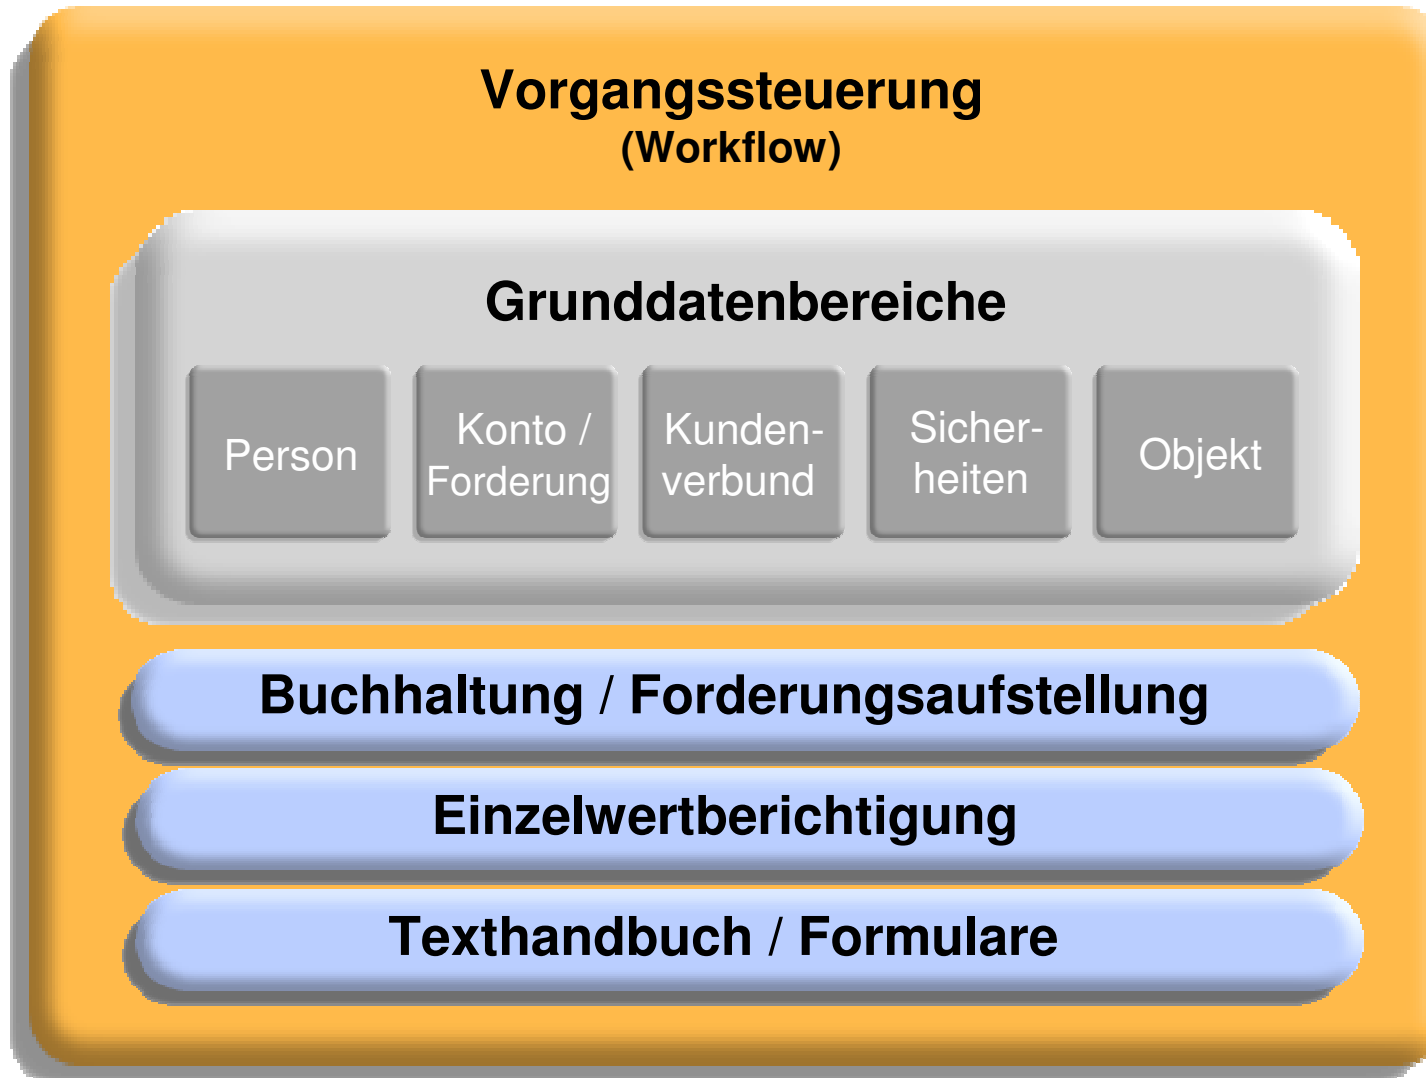 Vorgangssteuerung
(Workflow)
Grunddatenbereiche
Person
Konto /
Forderung
Kunden-
verbund
Sicher-
heiten
Objekt
Buchhaltung / Forderungsaufstellung
Einzelwertberichtigung
Texthandbuch / Formulare